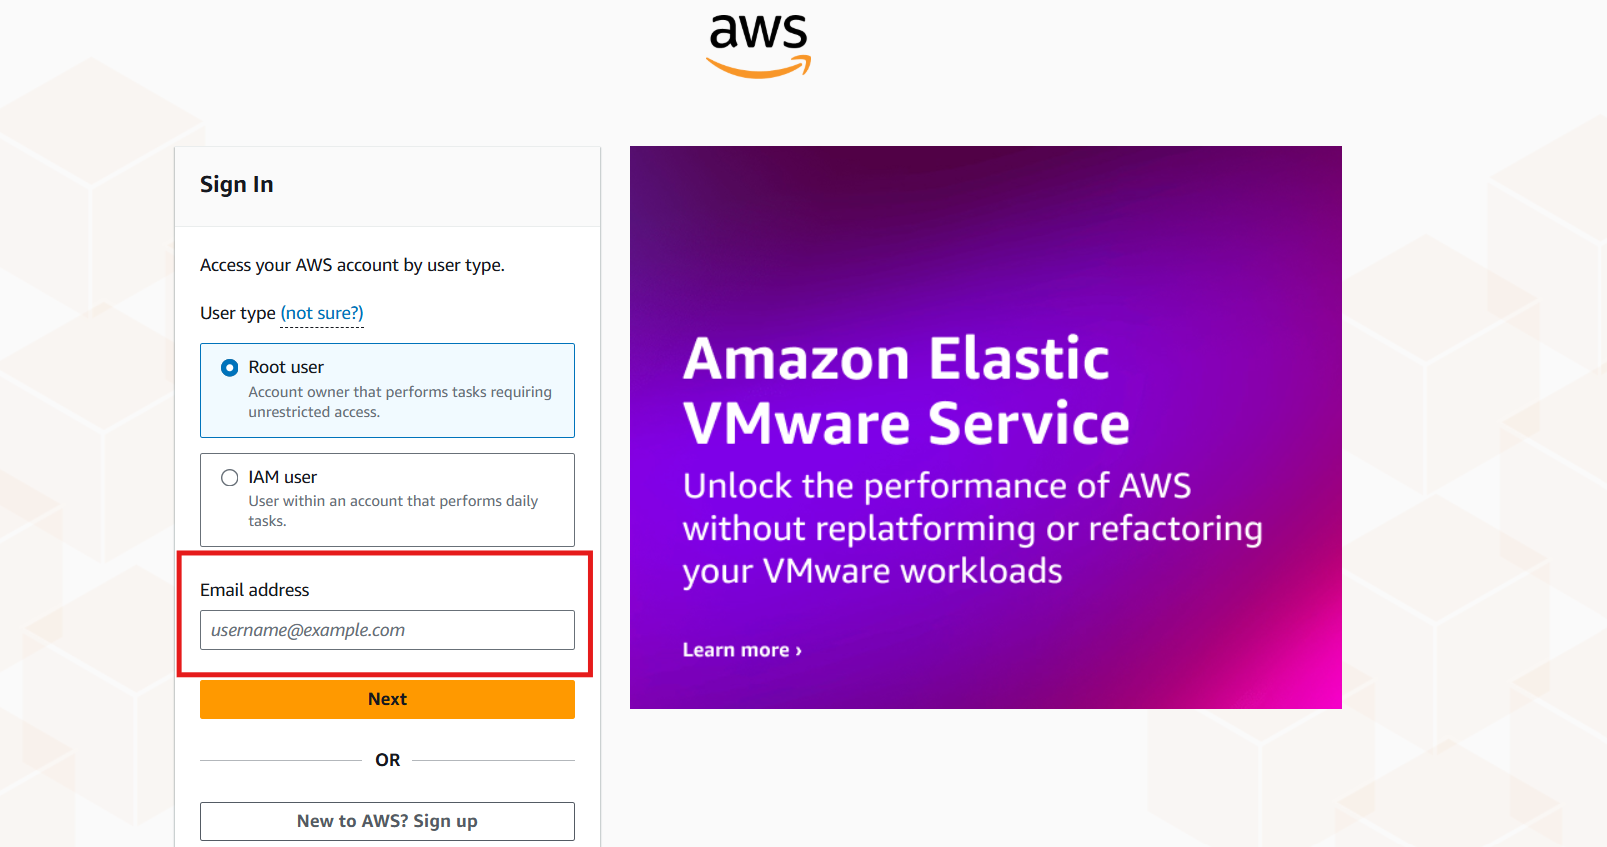 aws
Sign In
Access your AWS account by user type.
User type (not sure?)
Root user
Account owner that performs tasks requiring
unrestricted access.
IAM user
User within an account that performs daily
tasks.
Email address
username@example.com
Next
OR
New to AWS? Sign up
Amazon Elastic
VMware Service
Unlock the performance of AWS
without replatforming or refactoring
your VMware workloads
Learn more ›